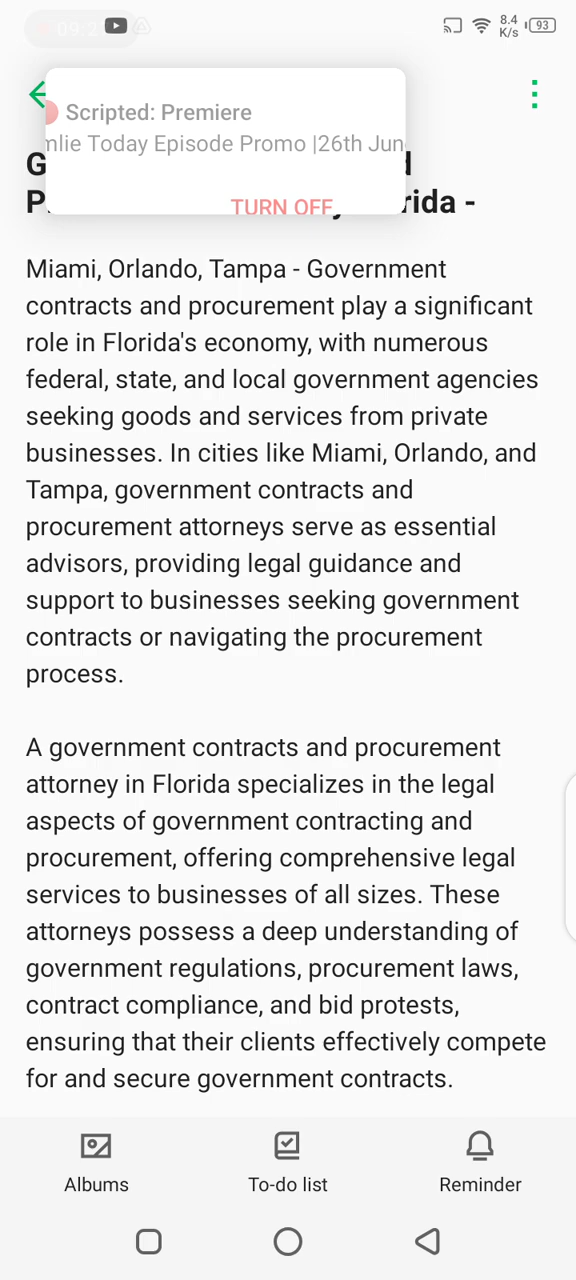 8.4
K/s
93
Scripted: Premiere
Today Episode Promo |26th Jun
TURN OFF
Miami, Orlando, Tampa - Government
contracts and procurement play a significant
role in Florida's economy, with numerous
federal, state, and local government agencies
seeking goods and services from private
businesses. In cities like Miami, Orlando, and
Tampa, government contracts and
procurement attorneys serve as essential
advisors, providing legal guidance and
support to businesses seeking government
contracts or navigating the procurement
process.
A government contracts and procurement
attorney in Florida specializes in the legal
aspects of government contracting and
procurement, offering comprehensive legal
services to businesses of all sizes. These
attorneys possess a deep understanding of
government regulations, procurement laws,
contract compliance, and bid protests,
ensuring that their clients effectively compete
for and secure government contracts.
Albums
To-do list
Reminder